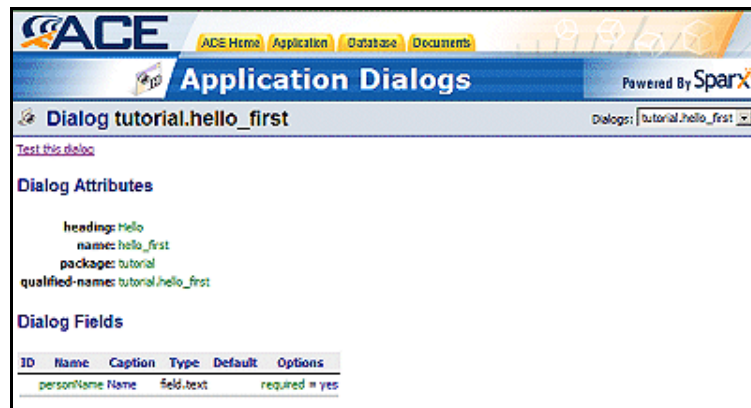 ACE
ACE Home Application Database Documents
Application Dialogs
Powered By Sparx
Dialog tutorial.hello_first
Dialogs: tutorial.hello_first
Test this dialog
Dialog Attributes
heading: Hello
name: hello_first
package: tutorial
qualified-name: tutorial.hello_first
Dialog Fields
ID Name Caption Type Default Options
personName Name field.text required = yes